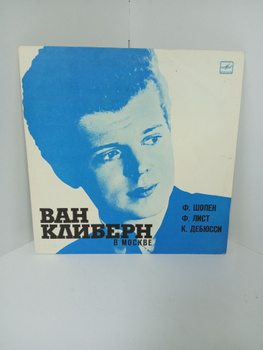 ВАН
КЛИБЕРН
В МОСКВЕ
Ф. ШОПЕН
Ф. ЛИСТ
К. ДЕБЮССИ